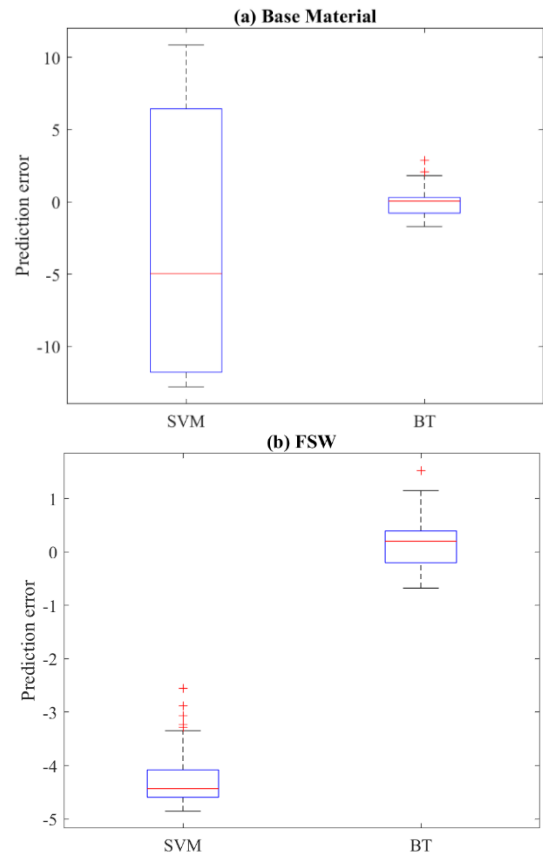 (a) Base Material
10
5
0
-5
-10
Prediction error
SVM BT
(b) FSW
1
0
-1
-2
-3
-4
-5
Prediction error
SVM BT